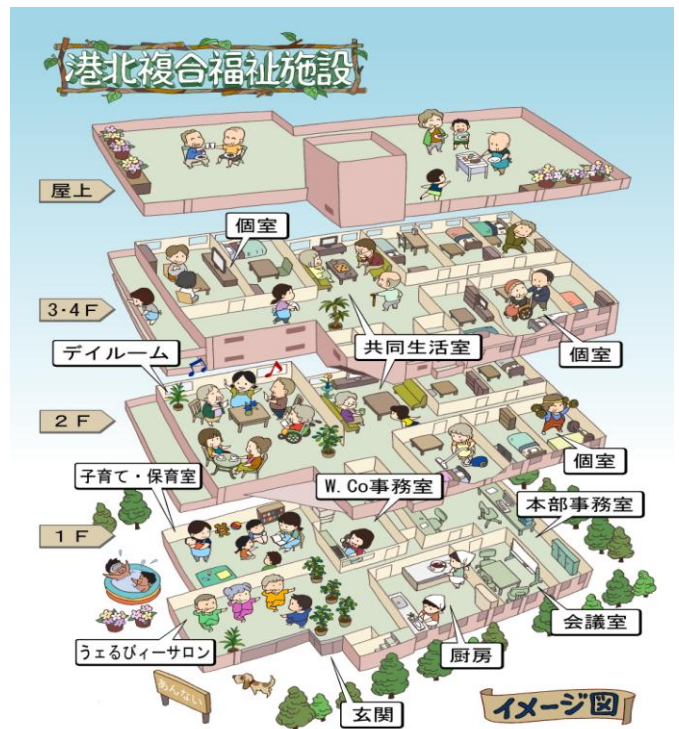 港北複合福祉施設
屋上
個室
3・4F
デイルーム
共同生活室
個室
2F
子育て・保育室
W.Co事務室
個室
本部事務室
1F
うェるびィーサロン
厨房
会議室
あんない
玄関
イメージ図